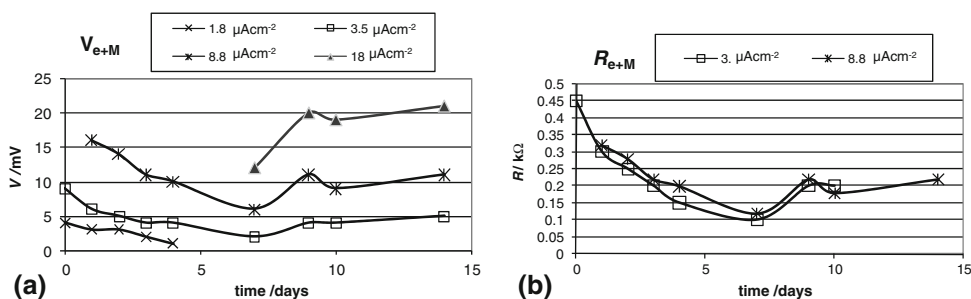 V e+M
1.8 µAcm-2
3.5 µAcm-2
8.8 µAcm-2
18 µAcm-2
25
20
15
10
5
0
V /mV
0 5 10 15
time /days
(a)
R e+M
3. µAcm-2
8.8 µAcm-2
0.5
0.45
0.4
0.35
0.3
0.25
0.2
0.15
0.1
0.05
0
R/ kΩ
0 5 10 15
time /days
(b)